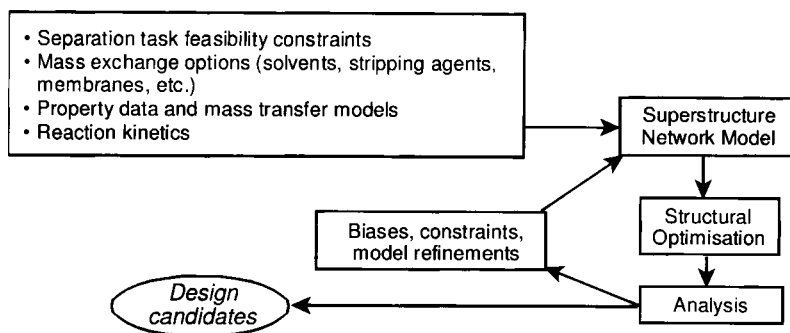 • Separation task feasibility constraints
• Mass exchange options (solvents, stripping agents,
membranes, etc.)
• Property data and mass transfer models
• Reaction kinetics
Superstructure
Network Model
Structural
Optimisation
Biases, constraints,
model refinements
Design
candidates
Analysis